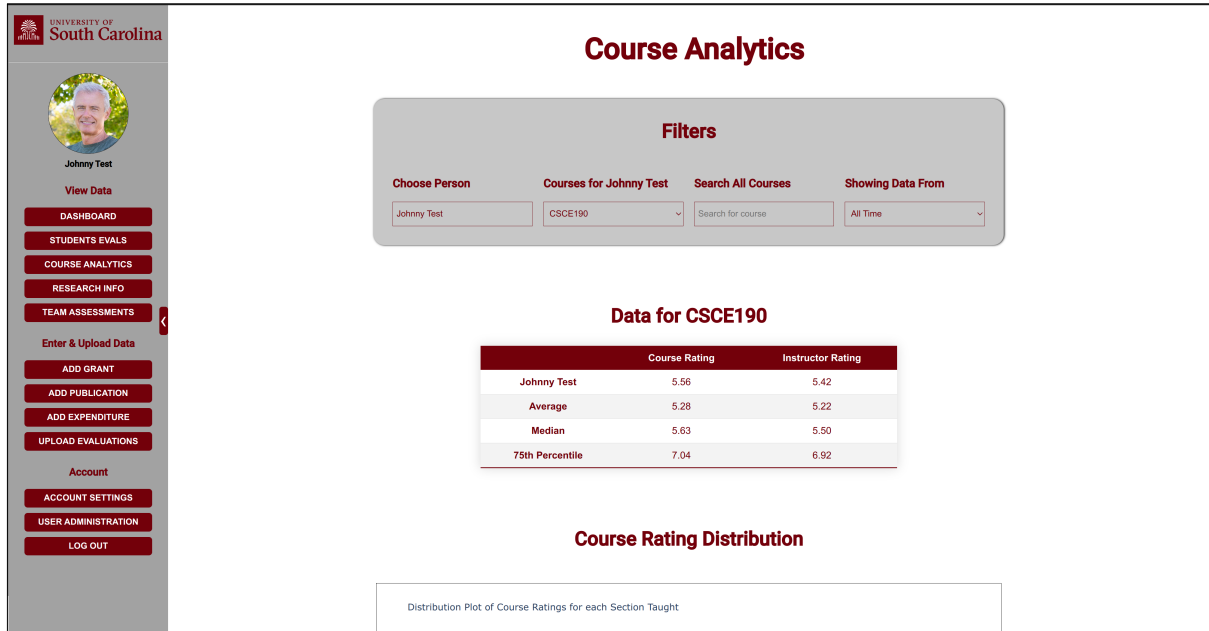 UNIVERSITY OF
South Carolina
Johnny Test
View Data
DASHBOARD
STUDENTS EVALS
COURSE ANALYTICS
RESEARCH INFO
TEAM ASSESSMENTS
Enter & Upload Data
ADD GRANT
ADD PUBLICATION
ADD EXPENDITURE
UPLOAD EVALUATIONS
Account
ACCOUNT SETTINGS
USER ADMINISTRATION
LOG OUT
Course Analytics
Filters
Choose Person Courses for Johnny Test Search All Courses Showing Data From
Johnny Test CSCE190 Search for course All Time
Data for CSCE190
Course Rating Instructor Rating
Johnny Test 5.56 5.42
Average 5.28 5.22
Median 5.63 5.50
75th Percentile 7.04 6.92
Course Rating Distribution
Distribution Plot of Course Ratings for each Section Taught